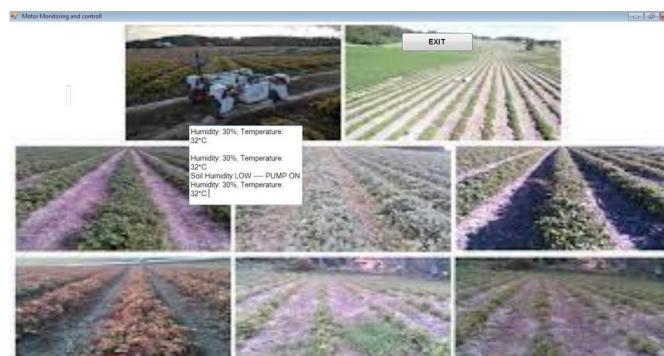 Motor Monitoring and controll
EXIT
Humidity: 30%, Temperature:
32*C
Humidity: 30%, Temperature:
32*C
Soil Humidity LOW ---- PUMP ON
Humidity: 30%, Temperature:
32*C